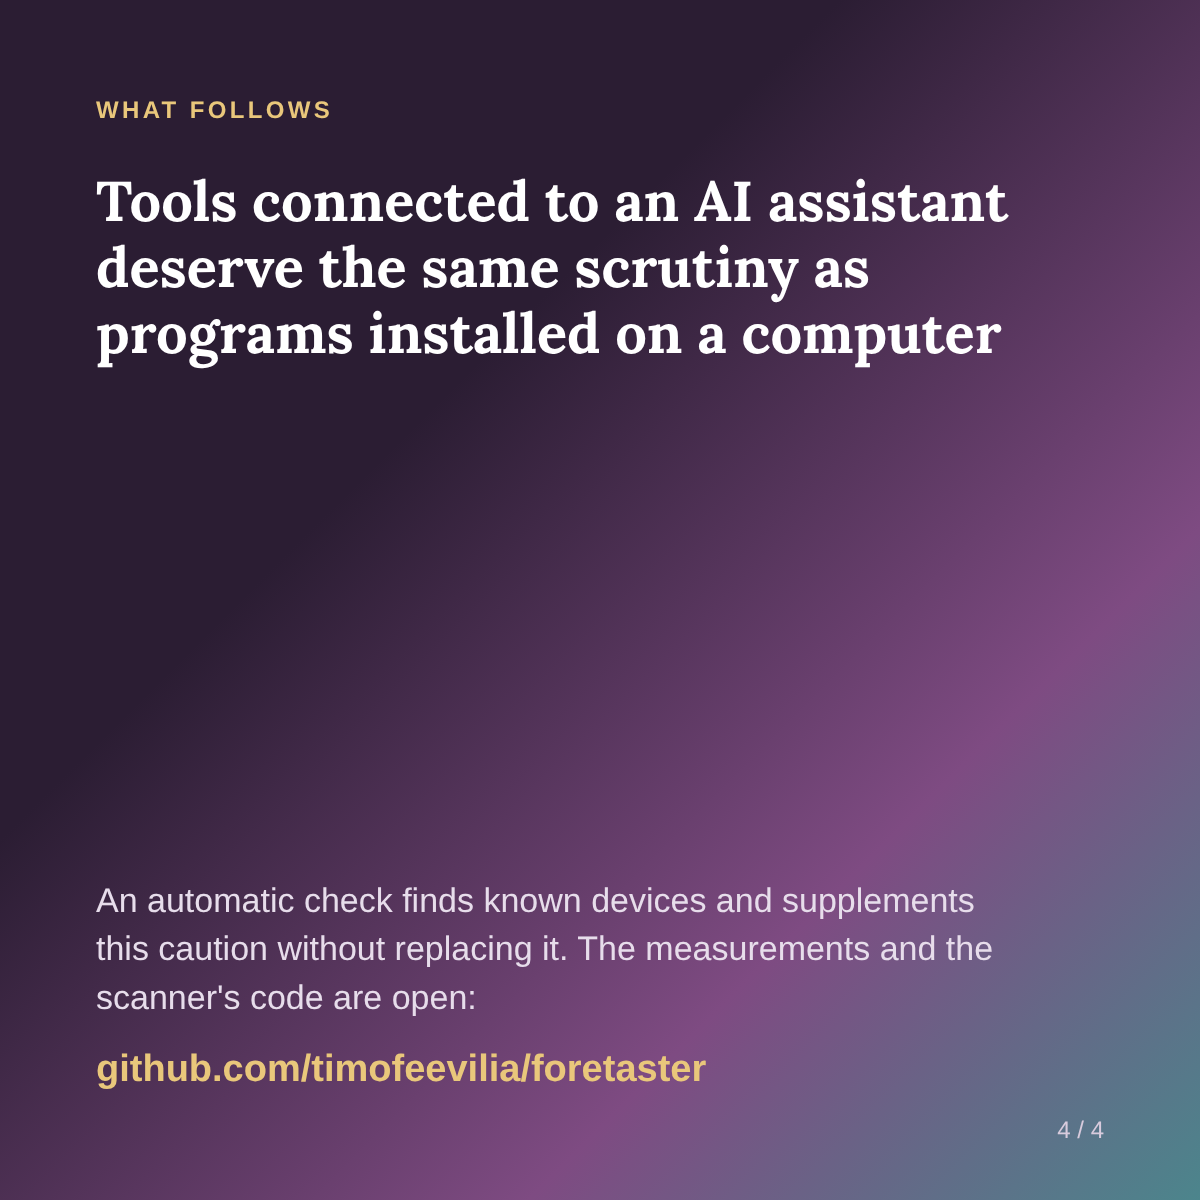 WHAT FOLLOWS
Tools connected to an AI assistant
deserve the same scrutiny as
programs installed on a computer
An automatic check finds known devices and supplements
this caution without replacing it. The measurements and the
scanner's code are open:
github.com/timofeevilia/foretaster
4 / 4